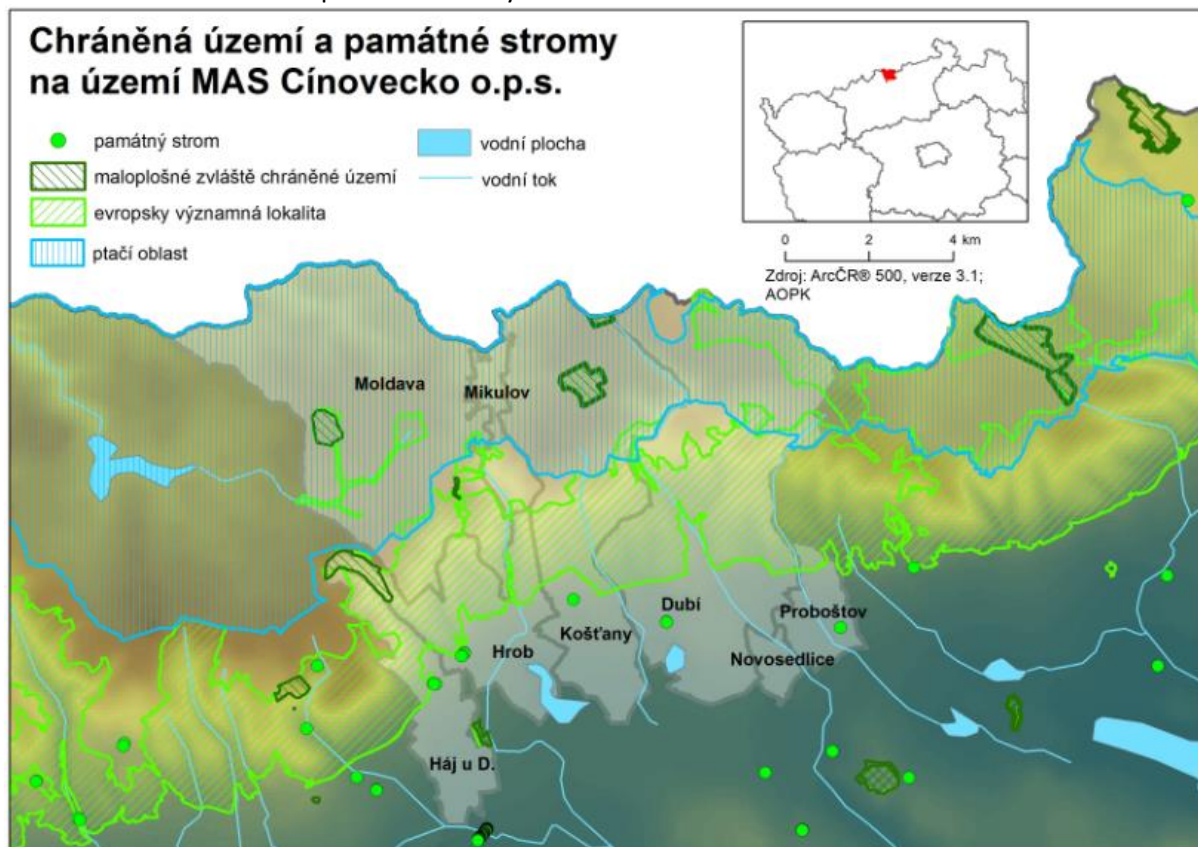 Chráněná území a památné stromy
na území MAS Cínovecko o.p.s.
památný strom
maloplošné zvláště chráněné území
evropsky významná lokalita
ptačí oblast
vodní plocha
vodní tok
0 2 4 km
Zdroj: ArcČR® 500, verze 3.1;
AOPK
Moldava
Mikulov
Dubí
Proboštov
Košťany
Hrob
Novosedlice
Háj u D.